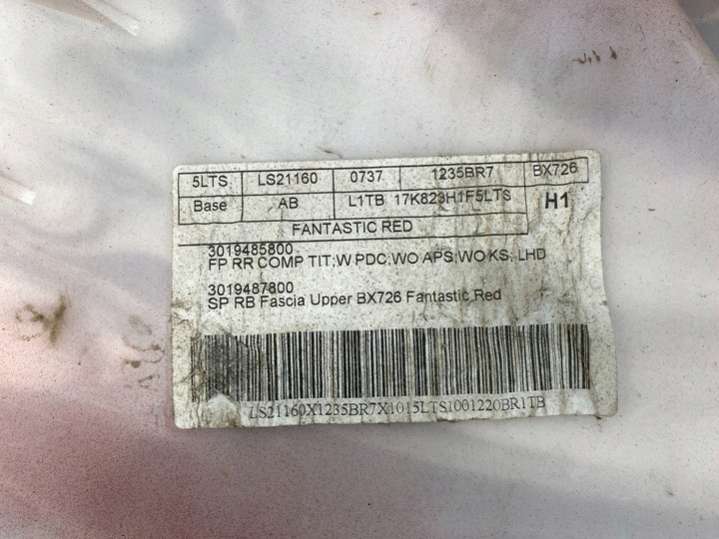 5LTS LS21160 0737 1235BR7 BX726
Base AB L1TB 17K823H1F5LTS H1
FANTASTIC RED
3019485800
FP RR COMP TIT;W PDC;WO APS;WO KS; LHD
3019487800
SP RB Fascia Upper BX726 Fantastic Red
LS21160X1235BR7X1015LTS1001220BR1TB